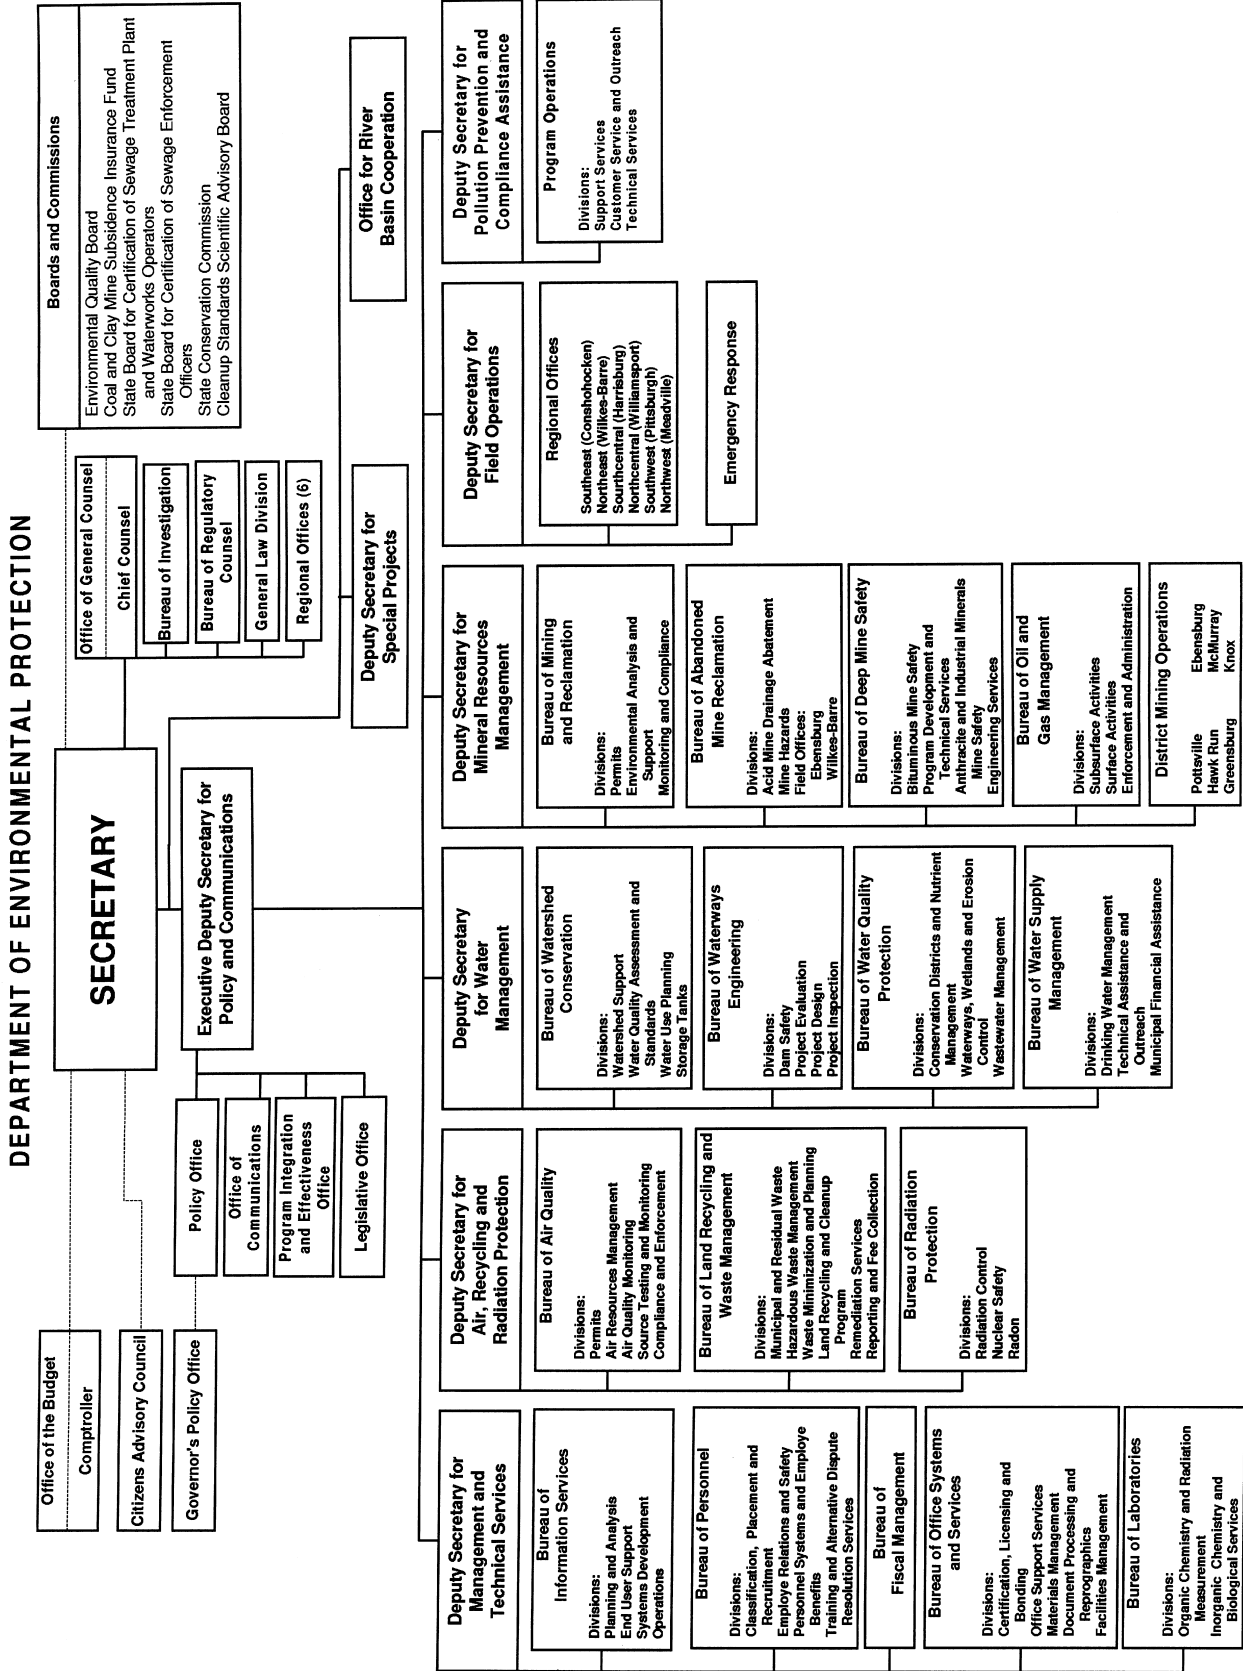 DEPARTMENT OF ENVIRONMENTAL PROTECTION
SECRETARY
Office of the Budget
Comptroller
Citizens Advisory Council
Governor's Policy Office
Boards and Commissions
Environmental Quality Board
Coal and Clay Mine Subsidence Insurance Fund
State Board for Certification of Sewage Treatment Plant
and Waterworks Operators
State Board for Certification of Sewage Enforcement
Officers
State Conservation Commission
Cleanup Standards Scientific Advisory Board
Office of General Counsel
Chief Counsel
Bureau of Investigation
Bureau of Regulatory
Counsel
General Law Division
Regional Offices (6)
Executive Deputy Secretary for
Policy and Communications
Policy Office
Office of
Communications
Program Integration
and Effectiveness
Office
Legislative Office
Deputy Secretary for
Special Projects
Office for River
Basin Cooperation
Deputy Secretary for
Management and
Technical Services
Bureau of
Information Services
Divisions:
Planning and Analysis
End User Support
Systems Development
Operations
Bureau of Personnel
Divisions:
Classification, Placement and
Recruitment
Employe Relations and Safety
Personnel Systems and Employe
Benefits
Training and Alternative Dispute
Resolution Services
Bureau of
Fiscal Management
Bureau of Office Systems
and Services
Divisions:
Certification, Licensing and
Bonding
Office Support Services
Materials Management
Document Processing and
Reprographics
Facilities Management
Bureau of Laboratories
Divisions:
Organic Chemistry and Radiation
Measurement
Inorganic Chemistry and
Biological Services
Deputy Secretary for
Air, Recycling and
Radiation Protection
Bureau of Air Quality
Divisions:
Permits
Air Resources Management
Air Quality Monitoring
Source Testing and Monitoring
Compliance and Enforcement
Bureau of Land Recycling and
Waste Management
Divisions:
Municipal and Residual Waste
Hazardous Waste Management
Waste Minimization and Planning
Land Recycling and Cleanup
Program
Remediation Services
Reporting and Fee Collection
Bureau of Radiation
Protection
Divisions:
Radiation Control
Nuclear Safety
Radon
Deputy Secretary
for Water
Management
Bureau of Watershed
Conservation
Divisions:
Watershed Support
Water Quality Assessment and
Standards
Water Use Planning
Storage Tanks
Bureau of Waterways
Engineering
Divisions:
Dam Safety
Project Evaluation
Project Design
Project Inspection
Bureau of Water Quality
Protection
Divisions:
Conservation Districts and Nutrient
Management
Waterways, Wetlands and Erosion
Control
Wastewater Management
Bureau of Water Supply
Management
Divisions:
Drinking Water Management
Technical Assistance and
Outreach
Municipal Financial Assistance
Deputy Secretary for
Mineral Resources
Management
Bureau of Mining
and Reclamation
Divisions:
Permits
Environmental Analysis and
Support
Monitoring and Compliance
Bureau of Abandoned
Mine Reclamation
Divisions:
Acid Mine Drainage Abatement
Mine Hazards
Field Offices:
Ebensburg
Wilkes-Barre
Bureau of Deep Mine Safety
Divisions:
Bituminous Mine Safety
Program Development and
Technical Services
Anthracite and Industrial Minerals
Mine Safety
Engineering Services
Bureau of Oil and
Gas Management
Divisions:
Subsurface Activities
Surface Activities
Enforcement and Administration
District Mining Operations
Pottsville Ebensburg
Hawk Run McMurray
Greensburg Knox
Deputy Secretary for
Field Operations
Regional Offices
Southeast (Conshohocken)
Northeast (Wilkes-Barre)
Sourthcentral (Harrisburg)
Northcentral (Williamsport)
Southwest (Pittsburgh)
Northwest (Meadville)
Emergency Response
Deputy Secretary for
Pollution Prevention and
Compliance Assistance
Program Operations
Divisions:
Support Services
Customer Service and Outreach
Technical Services